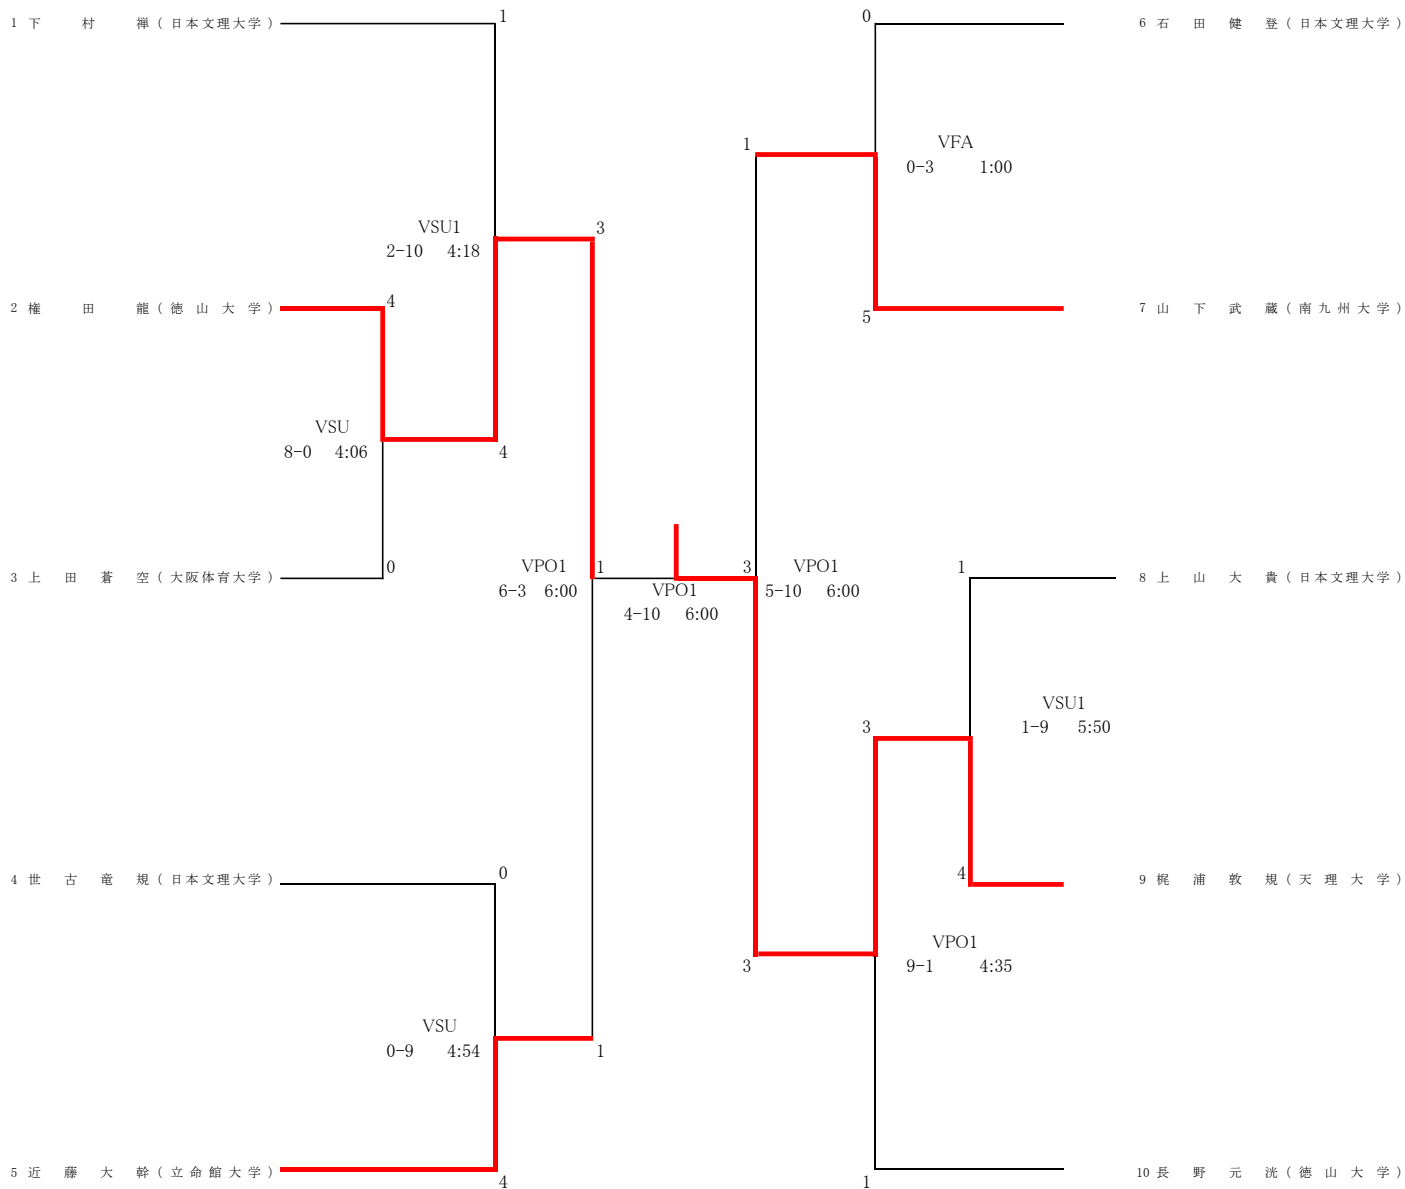 1 下村禅(日本文理大学)
1
0
6 石田健登(日本文理大学)
1
VFA
0-3 1:00
VSU1
2-10 4:18
3
2 権田龍(徳山大学)
4
5
7 山下武蔵(南九州大学)
VSU
8-0 4:06
4
3 上田蒼空(大阪体育大学)
0
VPO1
6-3 6:00
1
VPO1
4-10 6:00
3
VPO1
5-10 6:00
1
8 上山大貴(日本文理大学)
VSU1
1-9 5:50
3
4 世古竜規(日本文理大学)
0
4
9 梶浦敦規(天理大学)
VPO1
9-1 4:35
3
VSU
0-9 4:54
1
5 近藤大幹(立命館大学)
4
1
10 長野元洸(徳山大学)